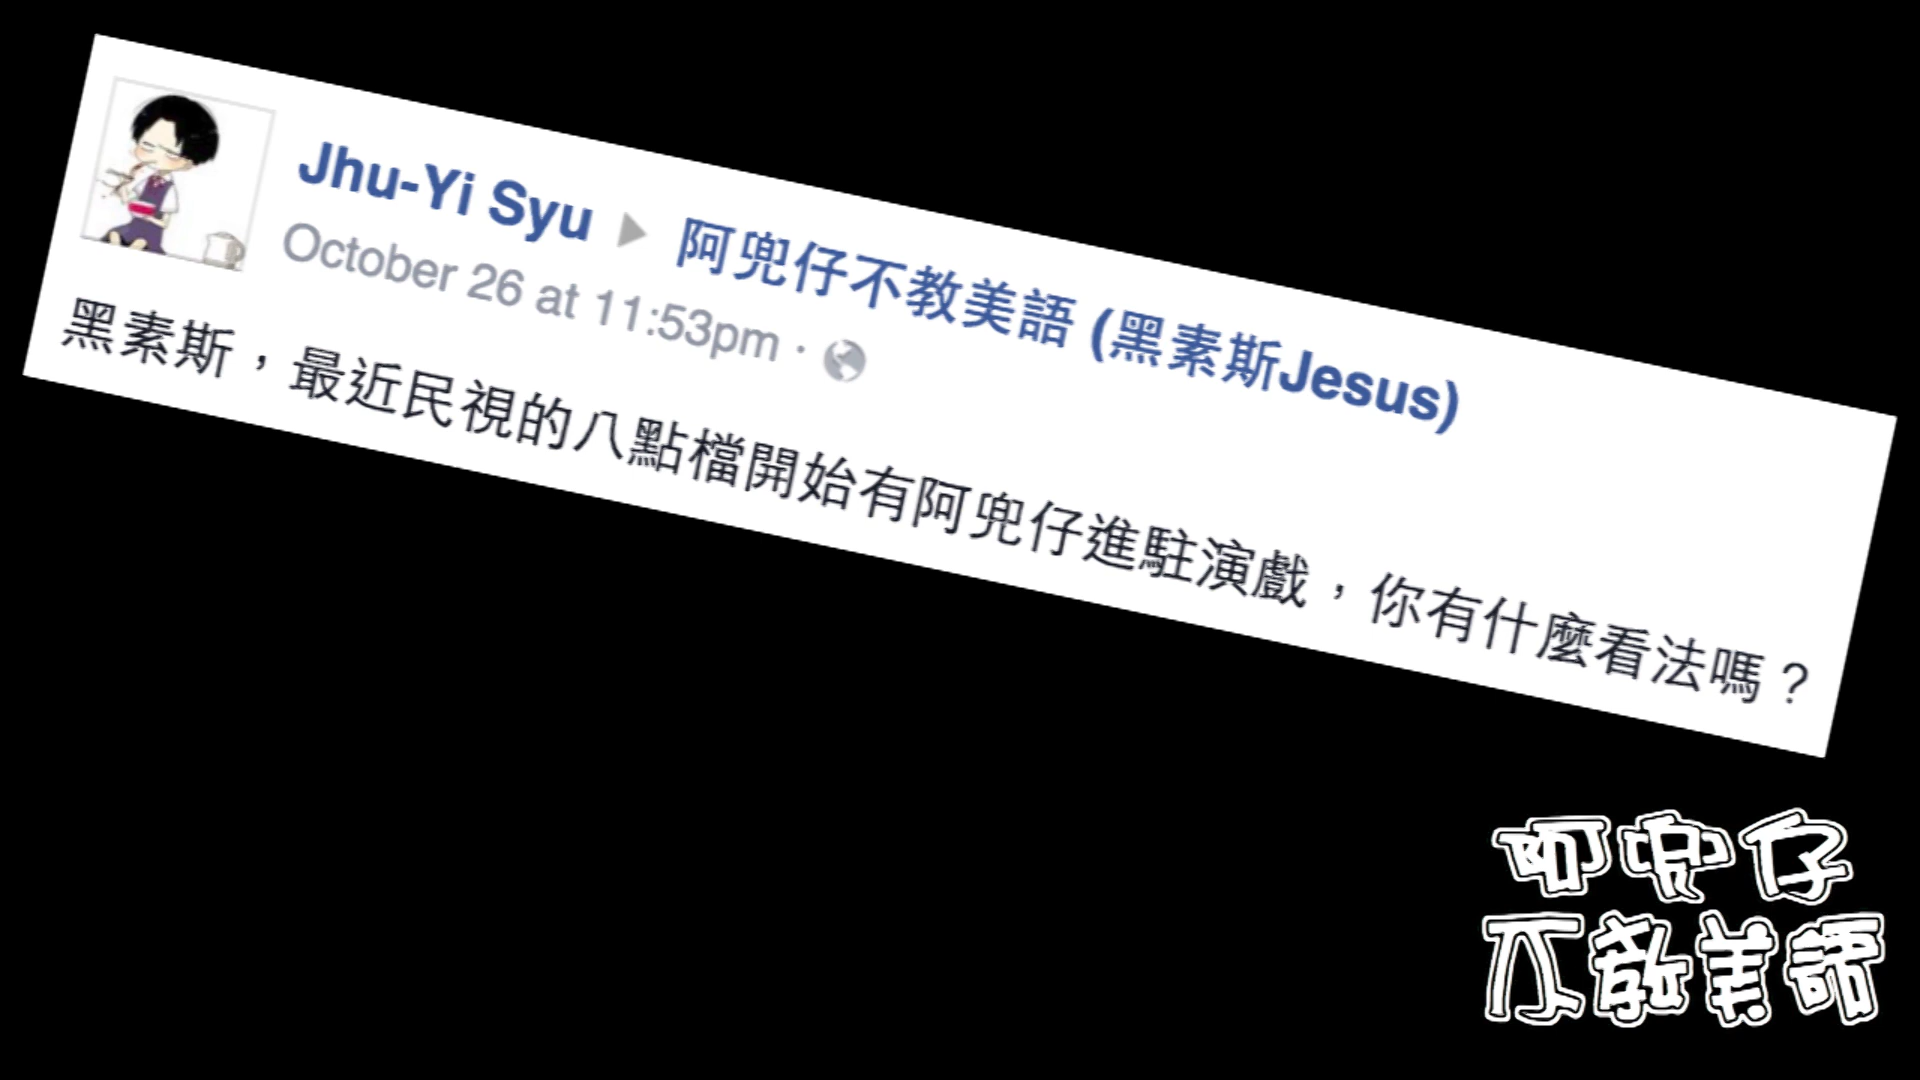 Jhu-Yi Syu ▶ 阿兜仔不教美語 (黑素斯Jesus)
October 26 at 11:53pm ·
黑素斯，最近民視的八點檔開始有阿兜仔進駐演戲，你有什麼看法嗎？
阿兜仔
不教美語